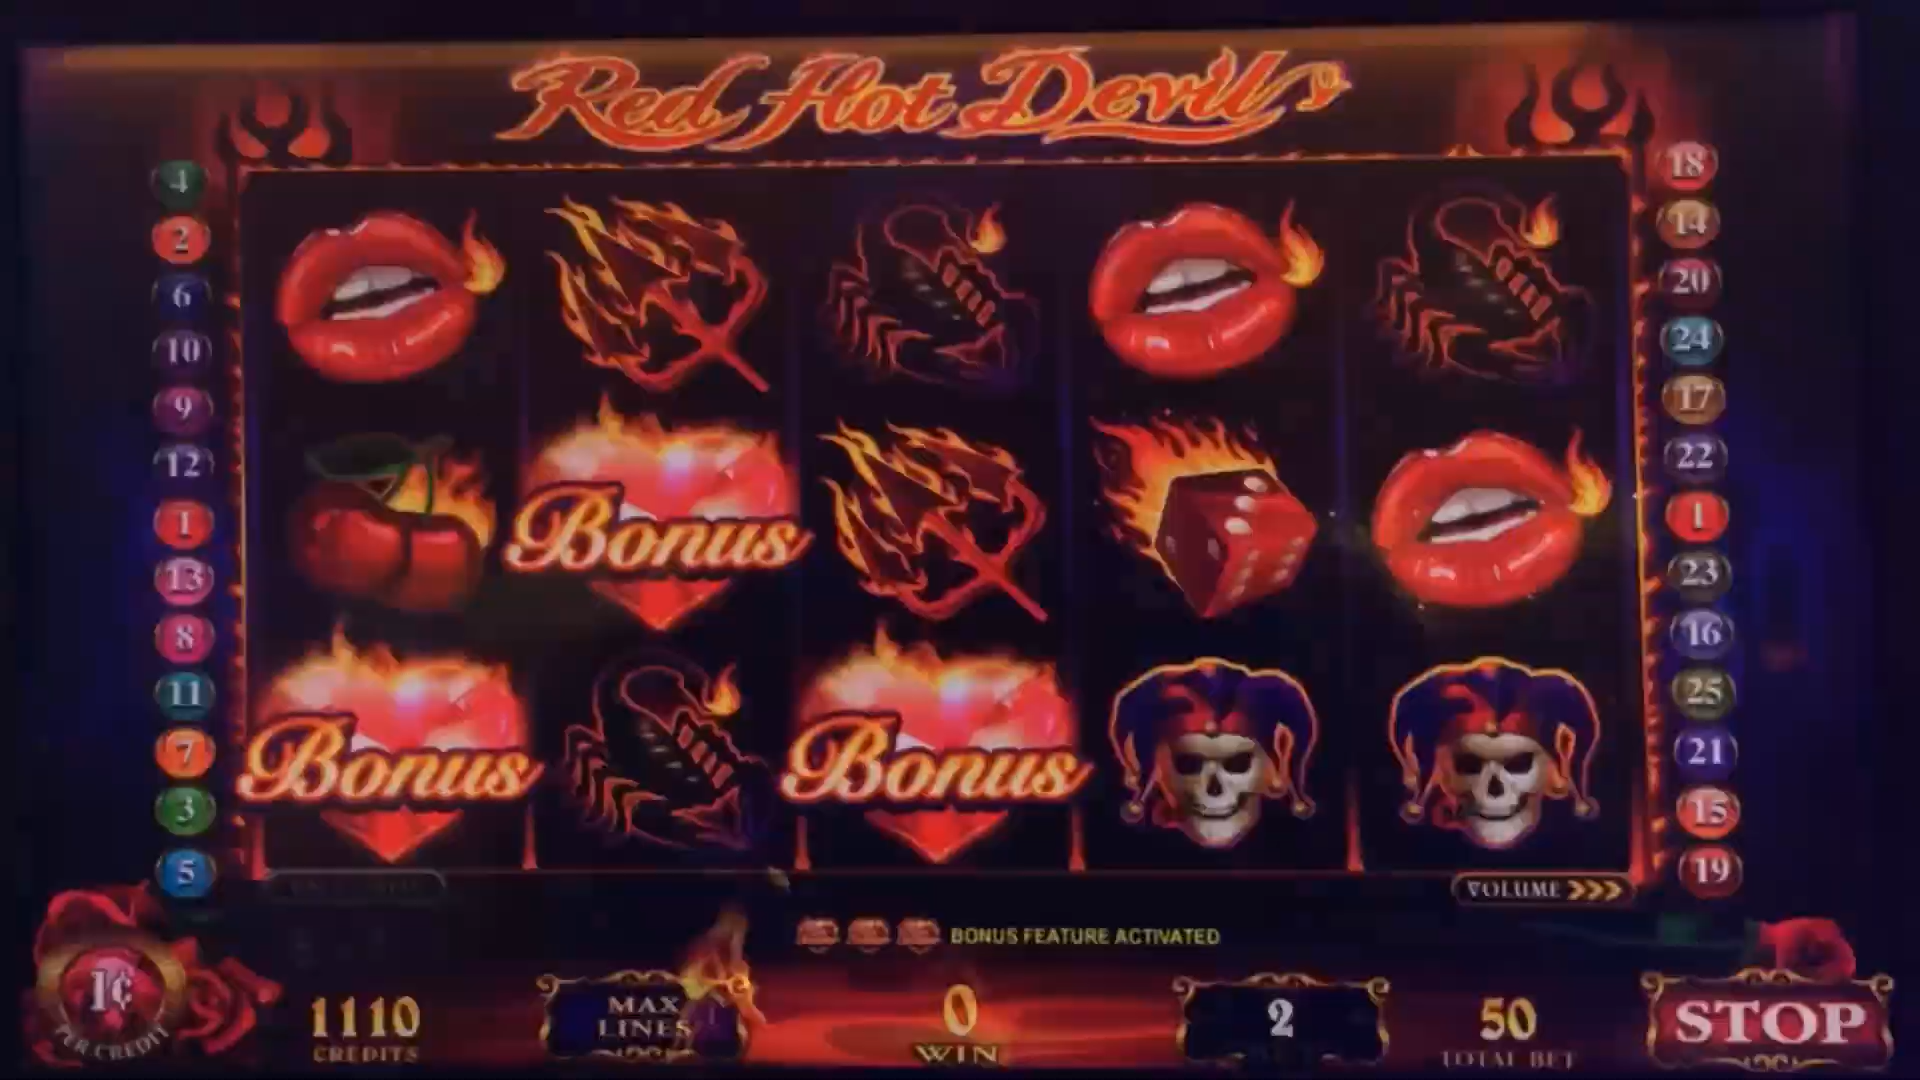 Red Hot Devil
4
2
6
10
9
12
1
13
8
11
7
3
5
18
14
20
24
17
22
1
23
16
25
21
15
19
Bonus
Bonus
Bonus
VOLUME >>>
BONUS FEATURE ACTIVATED
1¢
PER CREDIT
1110
CREDITS
MAX
LINES
0
WIN
2
50
TOTAL BET
STOP